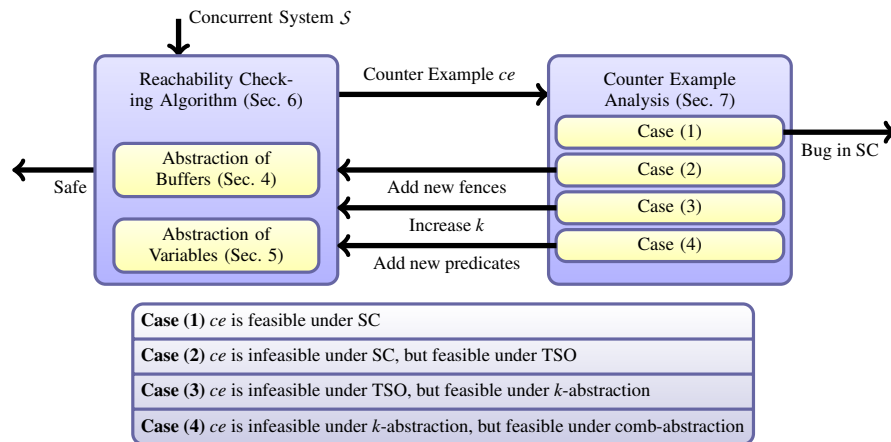 Concurrent System S
Reachability Check-
ing Algorithm (Sec. 6)
Abstraction of
Buffers (Sec. 4)
Abstraction of
Variables (Sec. 5)
Safe
Counter Example ce
Add new fences
Increase k
Add new predicates
Counter Example
Analysis (Sec. 7)
Case (1)
Case (2)
Case (3)
Case (4)
Bug in SC
Case (1) ce is feasible under SC
Case (2) ce is infeasible under SC, but feasible under TSO
Case (3) ce is infeasible under TSO, but feasible under k-abstraction
Case (4) ce is infeasible under k-abstraction, but feasible under comb-abstraction